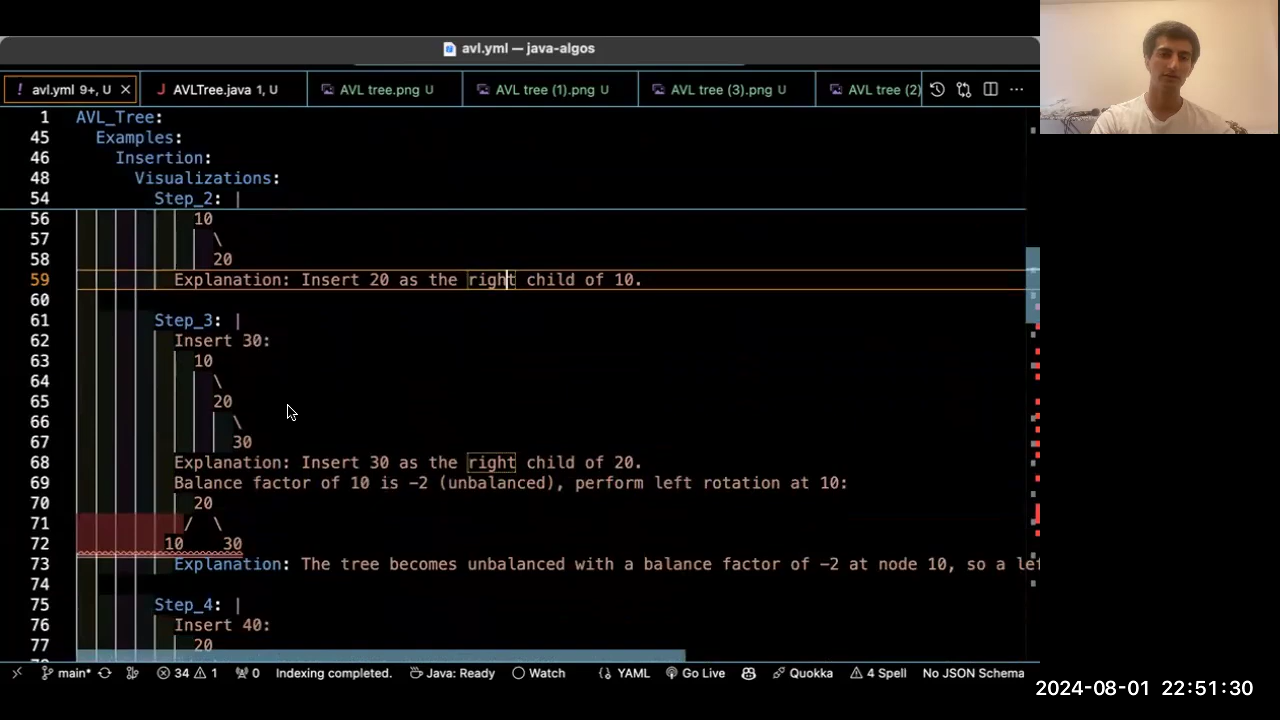 avl.yml — java-algos
! avl.yml 9+, U ×
J AVLTree.java 1, U
AVL tree.png U
AVL tree (1).png U
AVL tree (3).png U
AVL tree (2)
1 AVL_Tree:
45 Examples:
46 Insertion:
48 Visualizations:
54 Step_2: |
56 10
57 \
58 20
59 Explanation: Insert 20 as the right child of 10.
60
61 Step_3: |
62 Insert 30:
63 10
64 \
65 20
66 \
67 30
68 Explanation: Insert 30 as the right child of 20.
69 Balance factor of 10 is -2 (unbalanced), perform left rotation at 10:
70 20
71 / \
72 10 30
73 Explanation: The tree becomes unbalanced with a balance factor of -2 at node 10, so a lef
74
75 Step_4: |
76 Insert 40:
77 20
main* 34 1 0 Indexing completed. Java: Ready Watch YAML Go Live Quokka 4 Spell No JSON Schema
2024-08-01 22:51:30